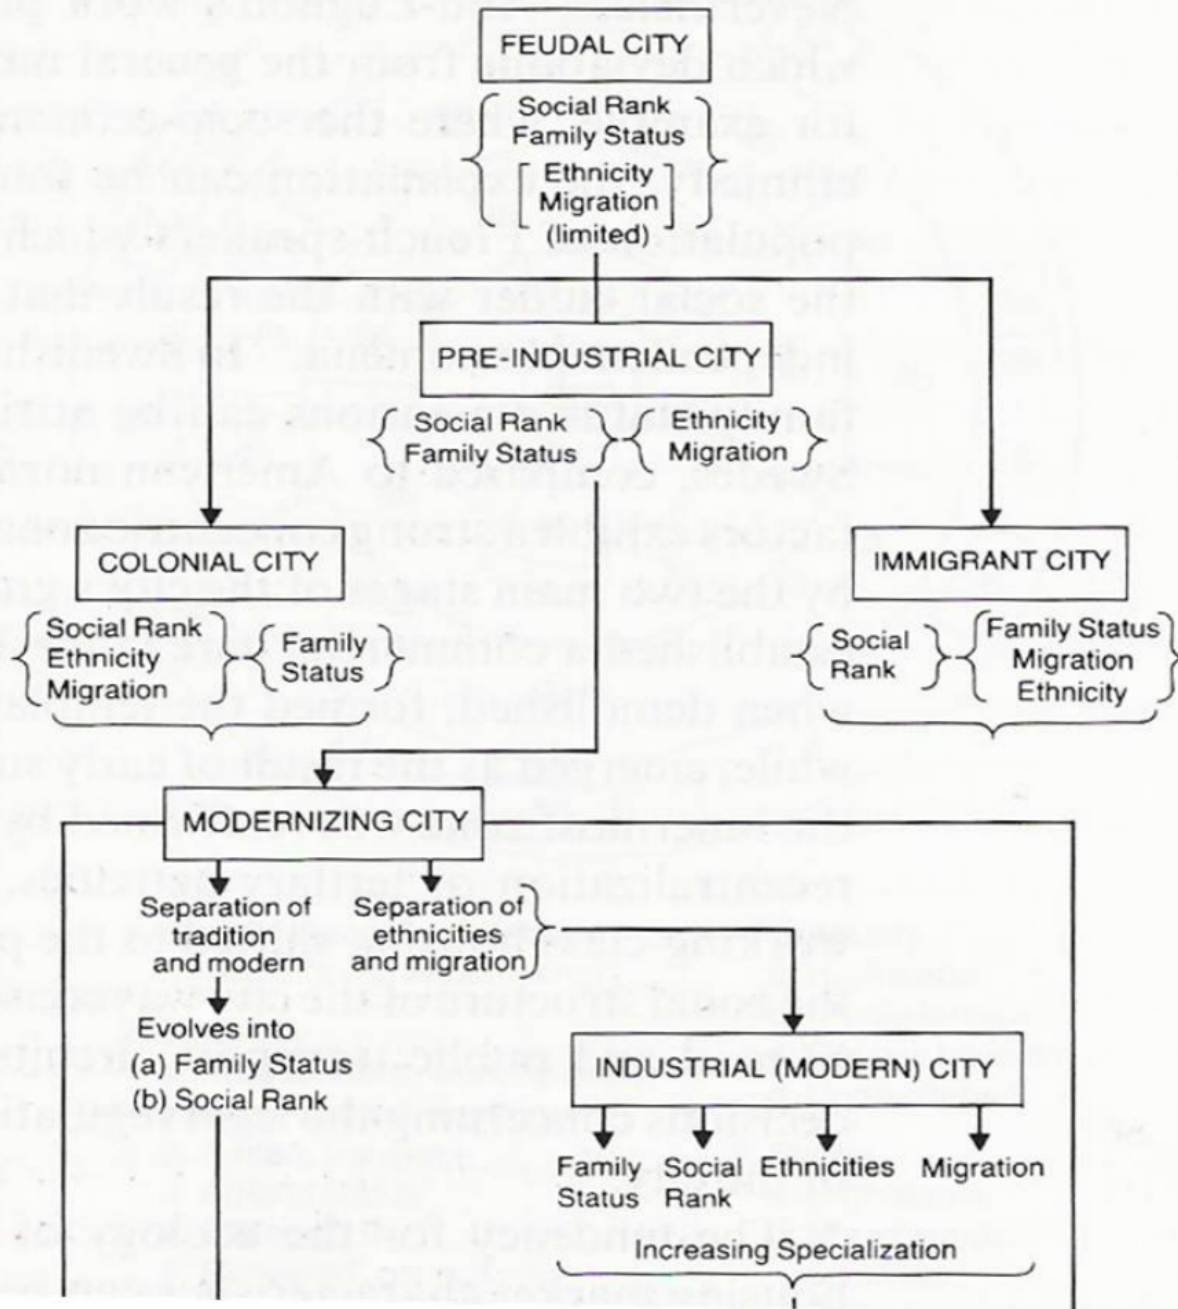 FEUDAL CITY
Social Rank
Family Status
Ethnicity
Migration
(limited)
PRE-INDUSTRIAL CITY
Social Rank
Family Status
Ethnicity
Migration
COLONIAL CITY
Social Rank
Ethnicity
Migration
Family
Status
IMMIGRANT CITY
Social
Rank
Family Status
Migration
Ethnicity
MODERNIZING CITY
Separation of
tradition
and modern
Separation of
ethnicities
and migration
Evolves into
(a) Family Status
(b) Social Rank
INDUSTRIAL (MODERN) CITY
Family
Status
Social
Rank
Ethnicities
Migration
Increasing Specialization